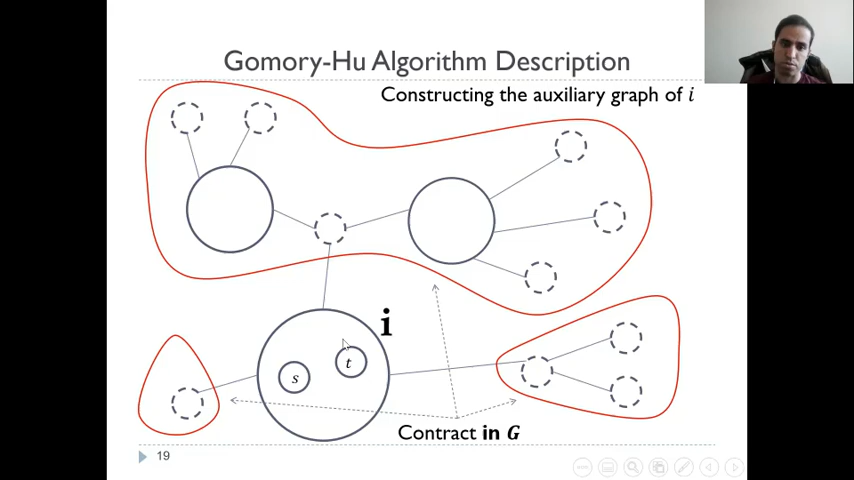 Gomory-Hu Algorithm Description
Constructing the auxiliary graph of i
i
s
t
Contract in G
19